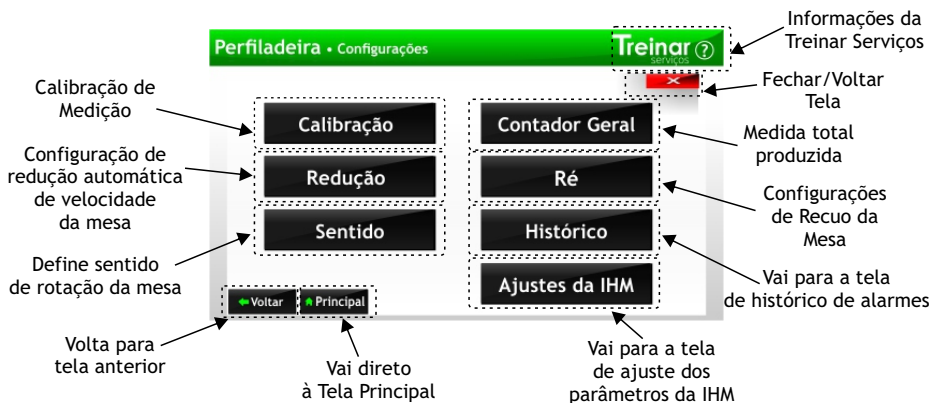 Informações da
Treinar Serviços
Perfiladeira • Configurações
Treinar ?
serviços
Fechar/Voltar
Tela
Calibração de
Medição
Calibração
Contador Geral
Medida total
produzida
Configuração de
redução automática
de velocidade
da mesa
Redução
Ré
Configurações
de Recuo da
Mesa
Sentido
Histórico
Define sentido
de rotação da mesa
Vai para a tela
de histórico de alarmes
Ajustes da IHM
Voltar
Principal
Volta para
tela anterior
Vai direto
à Tela Principal
Vai para a tela
de ajuste dos
parâmetros da IHM